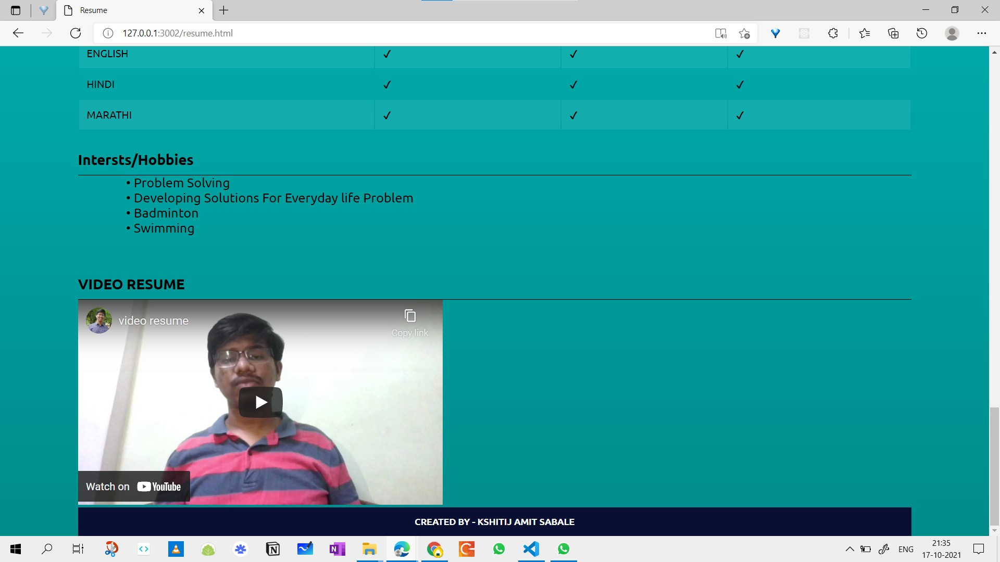 Resume
127.0.0.1:3002/resume.html
ENGLISH ✓ ✓ ✓
HINDI ✓ ✓ ✓
MARATHI ✓ ✓ ✓
Intersts/Hobbies
• Problem Solving
• Developing Solutions For Everyday life Problem
• Badminton
• Swimming
VIDEO RESUME
video resume
Copy link
Watch on YouTube
CREATED BY - KSHITIJ AMIT SABALE
ENG
21:35
17-10-2021